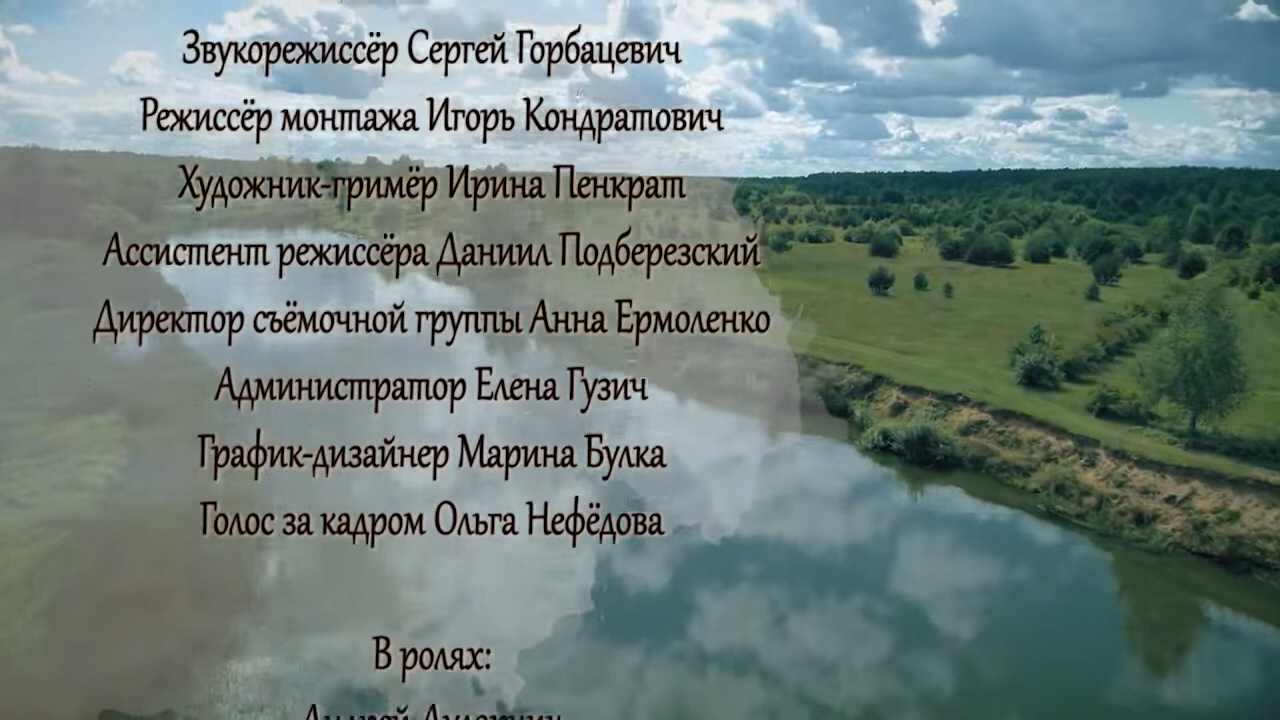 Звукорежиссёр Сергей Горбацевич
Режиссёр монтажа Игорь Кондратович
Художник-гримёр Ирина Пенкрат
Ассистент режиссёра Даниил Подберезский
Директор съёмочной группы Анна Ермоленко
Администратор Елена Гузич
График-дизайнер Марина Булка
Голос за кадром Ольга Нефёдова
В ролях: